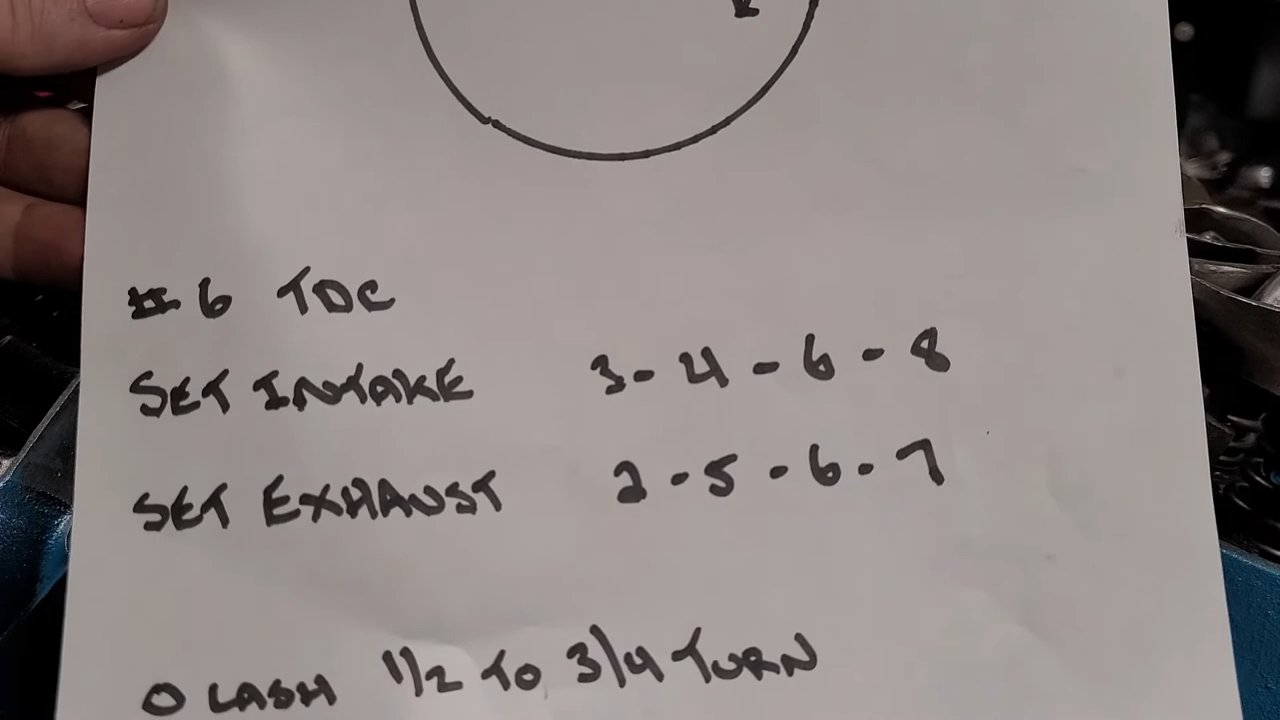 # 6 TDC
SET INTAKE 3-4-6-8
SET EXHAUST 2-5-6-7
0 LASH 1/2 TO 3/4 TURN